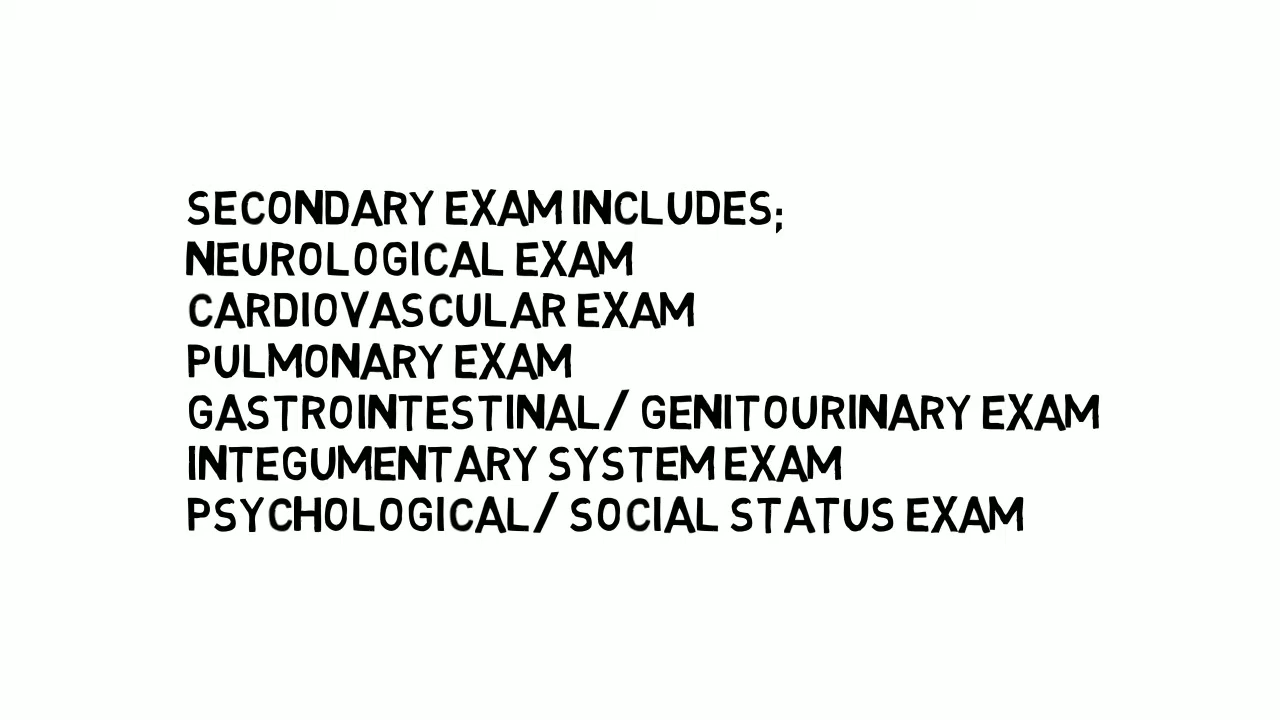 SECONDARY EXAM INCLUDES;
NEUROLOGICAL EXAM
CARDIOVASCULAR EXAM
PULMONARY EXAM
GASTROINTESTINAL/ GENITOURINARY EXAM
INTEGUMENTARY SYSTEM EXAM
PSYCHOLOGICAL/ SOCIAL STATUS EXAM